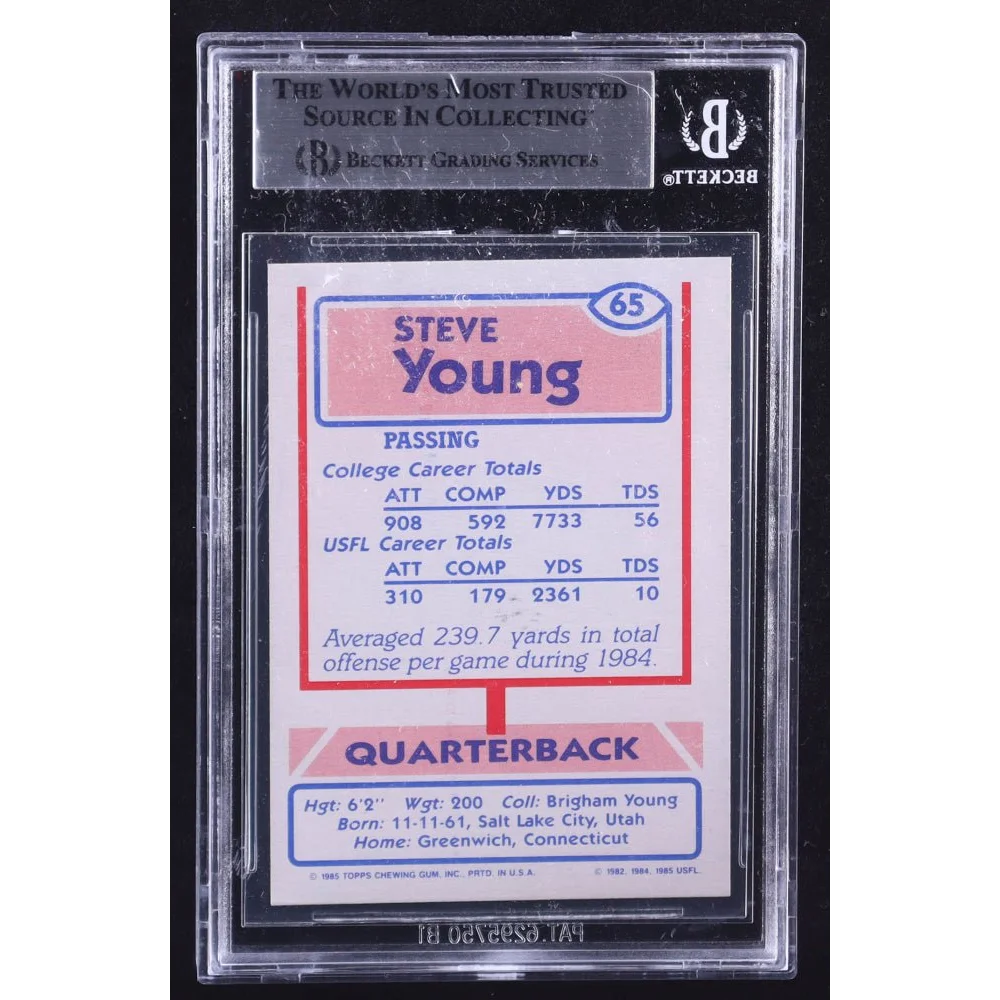 THE WORLD'S MOST TRUSTED
SOURCE IN COLLECTING
BECKETT GRADING SERVICES
B
BECKETT®
65
STEVE
Young
PASSING
College Career Totals
ATT COMP YDS TDS
908 592 7733 56
USFL Career Totals
ATT COMP YDS TDS
310 179 2361 10
Averaged 239.7 yards in total
offense per game during 1984.
QUARTERBACK
Hgt: 6'2" Wgt: 200 Coll: Brigham Young
Born: 11-11-61, Salt Lake City, Utah
Home: Greenwich, Connecticut
© 1985 TOPPS CHEWING GUM, INC., PRTD. IN U.S.A. © 1982, 1984, 1985 USFL.
PAT. 6295750 B1